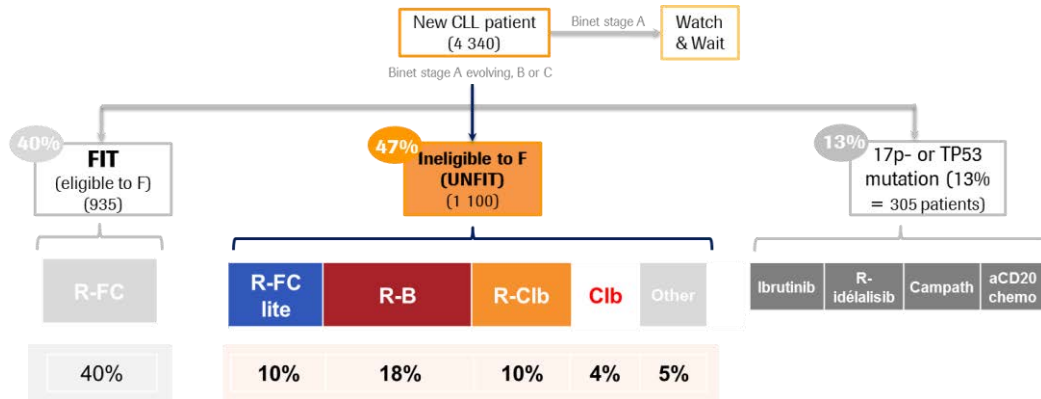 New CLL patient
(4 340)
Binet stage A
Watch
& Wait
Binet stage A evolving, B or C
40%
FIT
(eligible to F)
(935)
47%
Ineligible to F
(UNFIT)
(1 100)
13%
17p- or TP53
mutation (13%
= 305 patients)
R-FC
R-FC
lite
R-B
R-Clb
Clb
Other
Ibrutinib
R-
idélalisib
Campath
aCD20
chemo
40%
10%
18%
10%
4%
5%